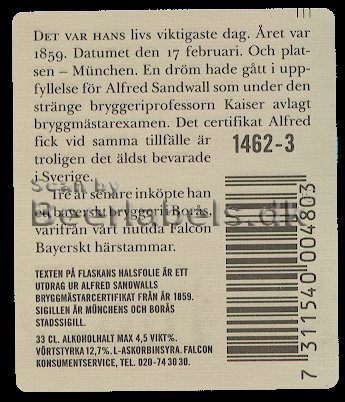 DET VAR HANS livs viktigaste dag. Året var
1859. Datumet den 17 februari. Och plat-
sen – München. En dröm hade gått i upp-
fyllelse för Alfred Sandwall som under den
stränge bryggeriprofessorn Kaiser avlagt
bryggmästarexamen. Det certifikat Alfred
fick vid samma tillfälle är
troligen det äldst bevarade
i Sverige.
Tre år senare inköpte han
en bayersk bryggeri i Borås,
varifrån vårt nutida Falcon
Bayerskt härstammar.
1462-3
Scan by
Beerlabels.dk
TEXTEN PÅ FLASKANS HALSFOLIE ÄR ETT
UTDRAG UR ALFRED SANDWALLS
BRYGGMÄSTARCERTIFIKAT FRÅN ÅR 1859.
SIGILLEN ÄR MÜNCHENS OCH BORÅS
STADSSIGILL.
33 CL. ALKOHOLHALT MAX 4,5 VIKT%.
VÖRTSTYRKA 12,7%. L-ASKORBINSYRA. FALCON
KONSUMENTSERVICE, TEL. 020-74 30 30.
7 311540 004803